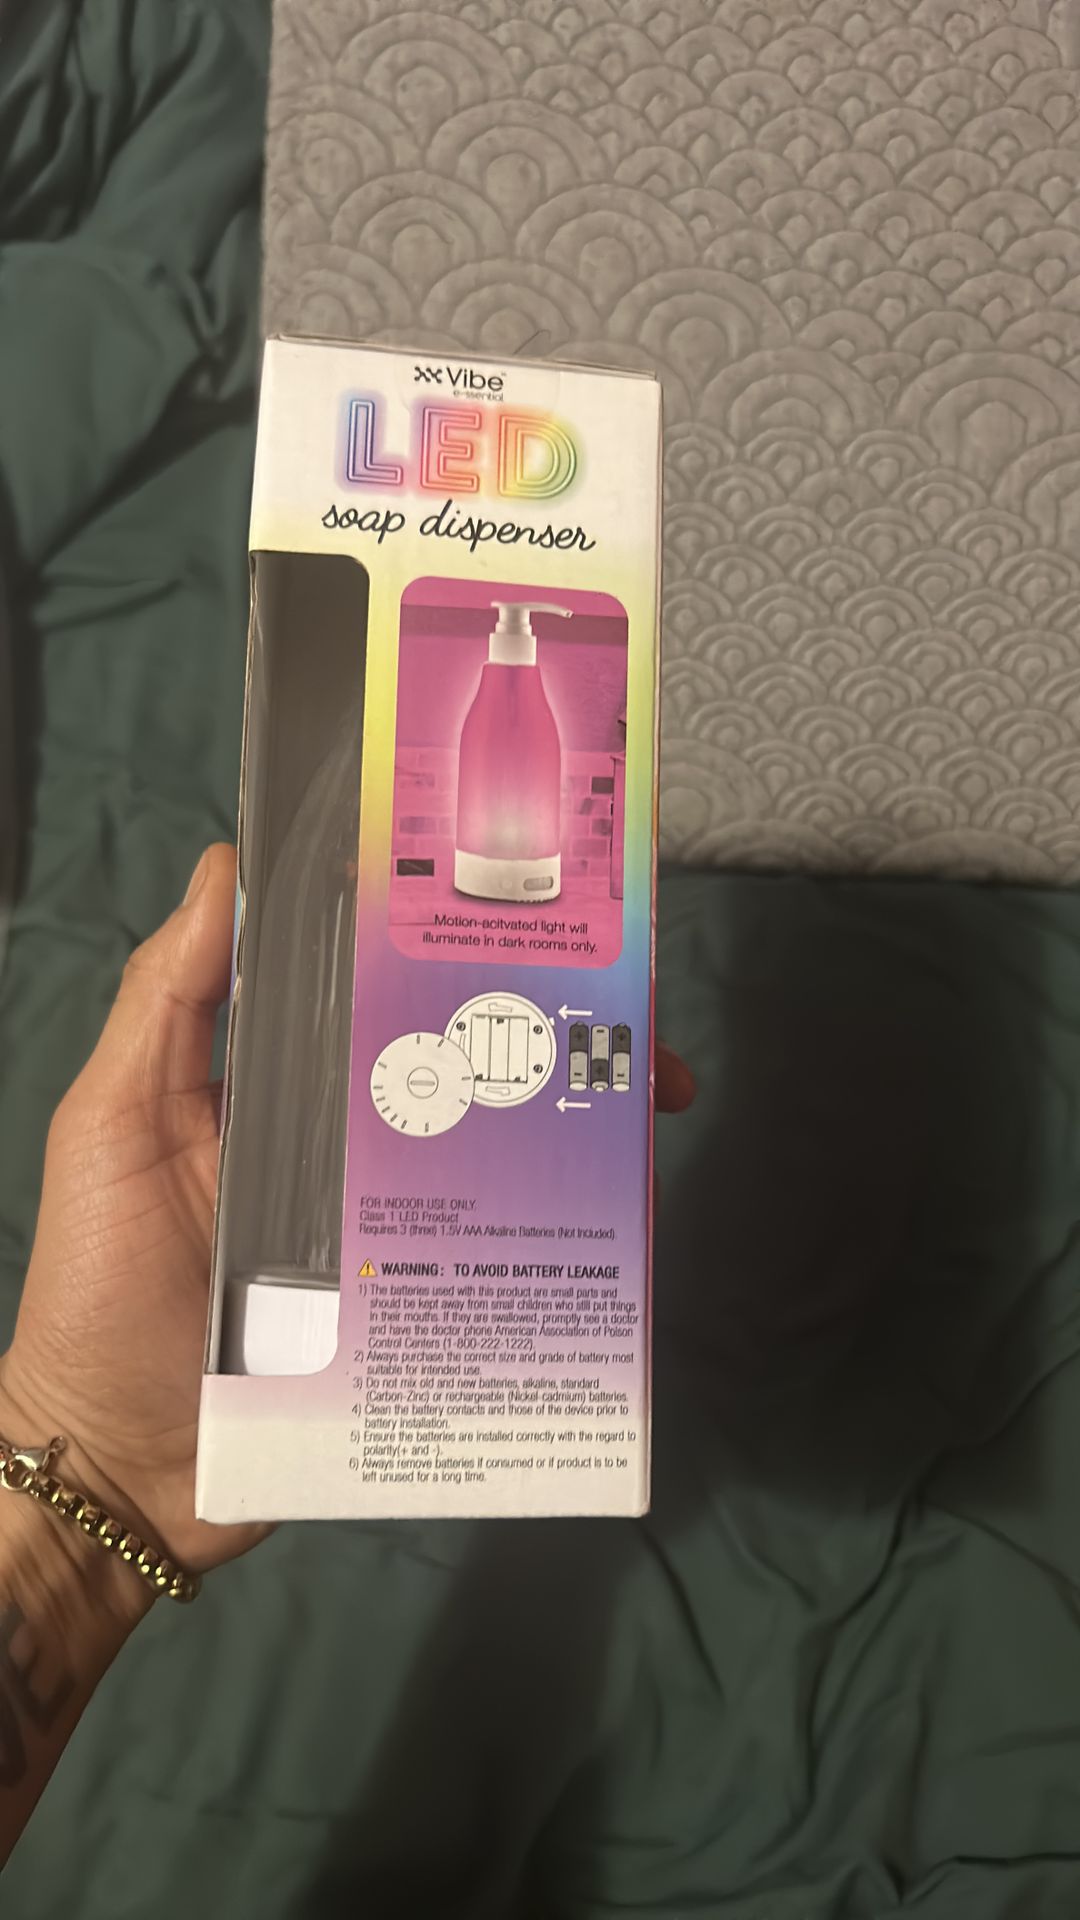 Vibe™
e-ssential
LED
soap dispenser
Motion-acitvated light will
illuminate in dark rooms only.
FOR INDOOR USE ONLY.
Class 1 LED Product
Requires 3 (three) 1.5V AAA Alkaline Batteries (Not Included).
WARNING: TO AVOID BATTERY LEAKAGE
1) The batteries used with this product are small parts and
should be kept away from small children who still put things
in their mouths. If they are swallowed, promptly see a doctor
and have the doctor phone American Association of Poison
Control Centers (1-800-222-1222).
2) Always purchase the correct size and grade of battery most
suitable for intended use.
3) Do not mix old and new batteries, alkaline, standard
(Carbon-Zinc) or rechargeable (Nickel-cadmium) batteries.
4) Clean the battery contacts and those of the device prior to
battery installation.
5) Ensure the batteries are installed correctly with the regard to
polarity(+ and -).
6) Always remove batteries if consumed or if product is to be
left unused for a long time.